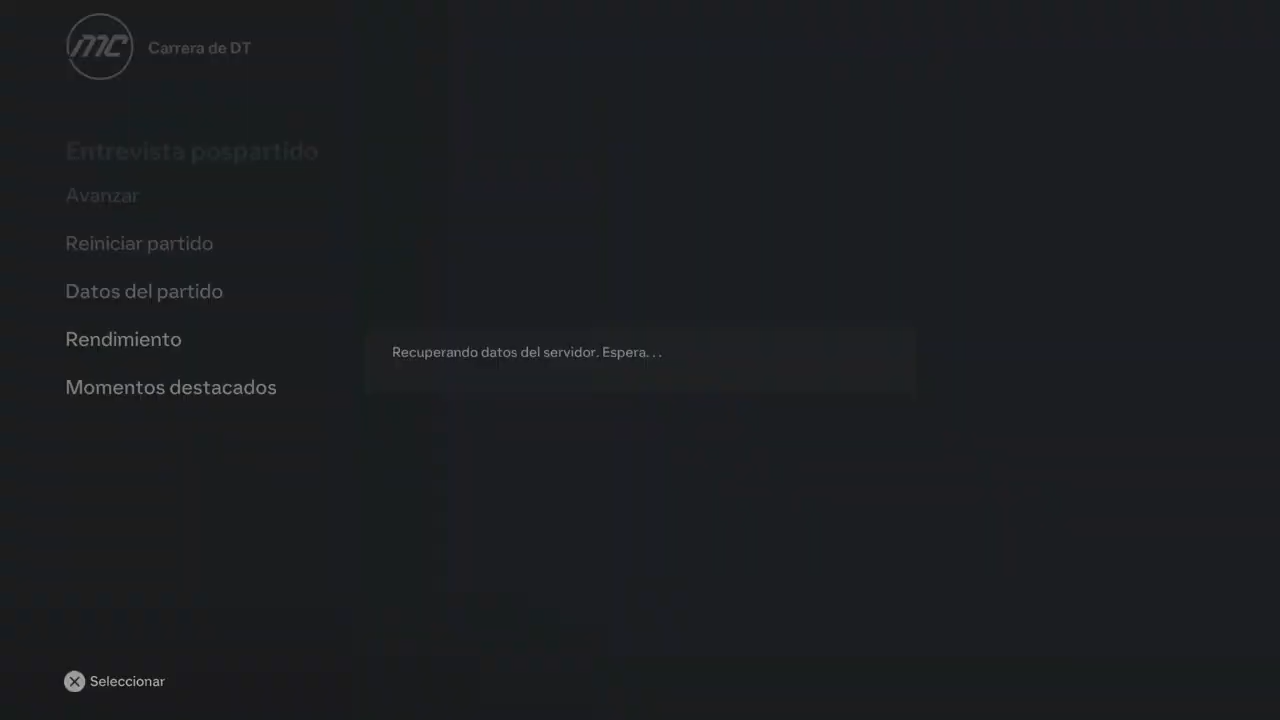 MC
Carrera de DT
Entrevista pospartido
Avanzar
Reiniciar partido
Datos del partido
Rendimiento
Momentos destacados
Recuperando datos del servidor. Espera. . .
Seleccionar